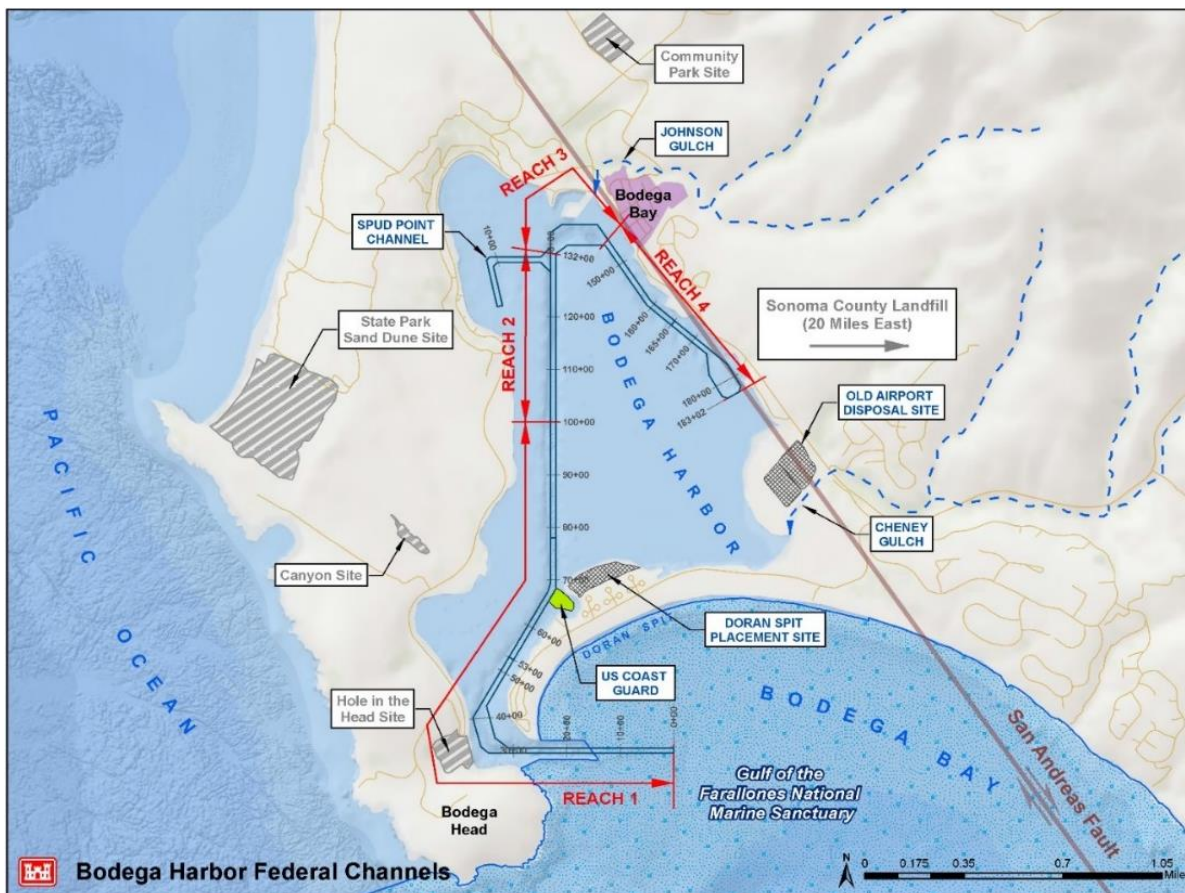 Community
Park Site
JOHNSON
GULCH
REACH 3
Bodega
Bay
SPUD POINT
CHANNEL
10+00
132+00
150+00
REACH 4
160+00
165+00
170+00
180+00
183+02
Sonoma County Landfill
(20 Miles East)
State Park
Sand Dune Site
REACH 2
120+00
110+00
100+00
90+00
80+00
70+00
BODEGA HARBOR
OLD AIRPORT
DISPOSAL SITE
CHENEY
GULCH
PACIFIC OCEAN
Canyon Site
DORAN SPIT
PLACEMENT SITE
60+00
53+00
50+00
40+00
30+00
20+00
10+00
0+00
DORAN SPIT
US COAST
GUARD
Hole in the
Head Site
BODEGA BAY
San Andreas Fault
REACH 1
Gulf of the
Farallones National
Marine Sanctuary
Bodega
Head
Bodega Harbor Federal Channels
N
0 0.175 0.35 0.7 1.05
Mile